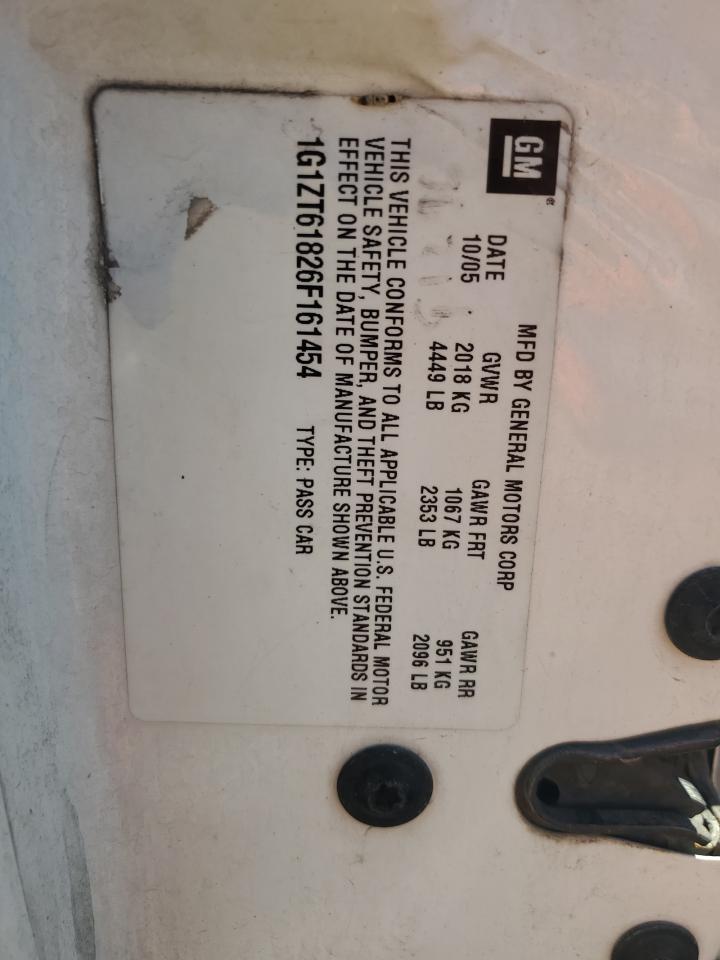 GM
MFD BY GENERAL MOTORS CORP
DATE GVWR GAWR FRT GAWR RR
10/05 2018 KG 1067 KG 951 KG
4449 LB 2353 LB 2096 LB
THIS VEHICLE CONFORMS TO ALL APPLICABLE U.S. FEDERAL MOTOR
VEHICLE SAFETY, BUMPER, AND THEFT PREVENTION STANDARDS IN
EFFECT ON THE DATE OF MANUFACTURE SHOWN ABOVE.
1G1ZT61826F161454 TYPE: PASS CAR